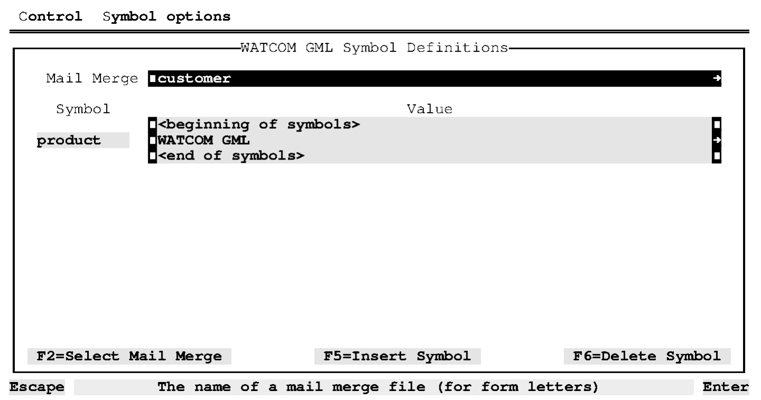 Control  Symbol options
WATCOM GML Symbol Definitions
Mail Merge customer →
Symbol Value
<beginning of symbols>
product WATCOM GML →
<end of symbols>
F2=Select Mail Merge F5=Insert Symbol F6=Delete Symbol
Escape The name of a mail merge file (for form letters) Enter